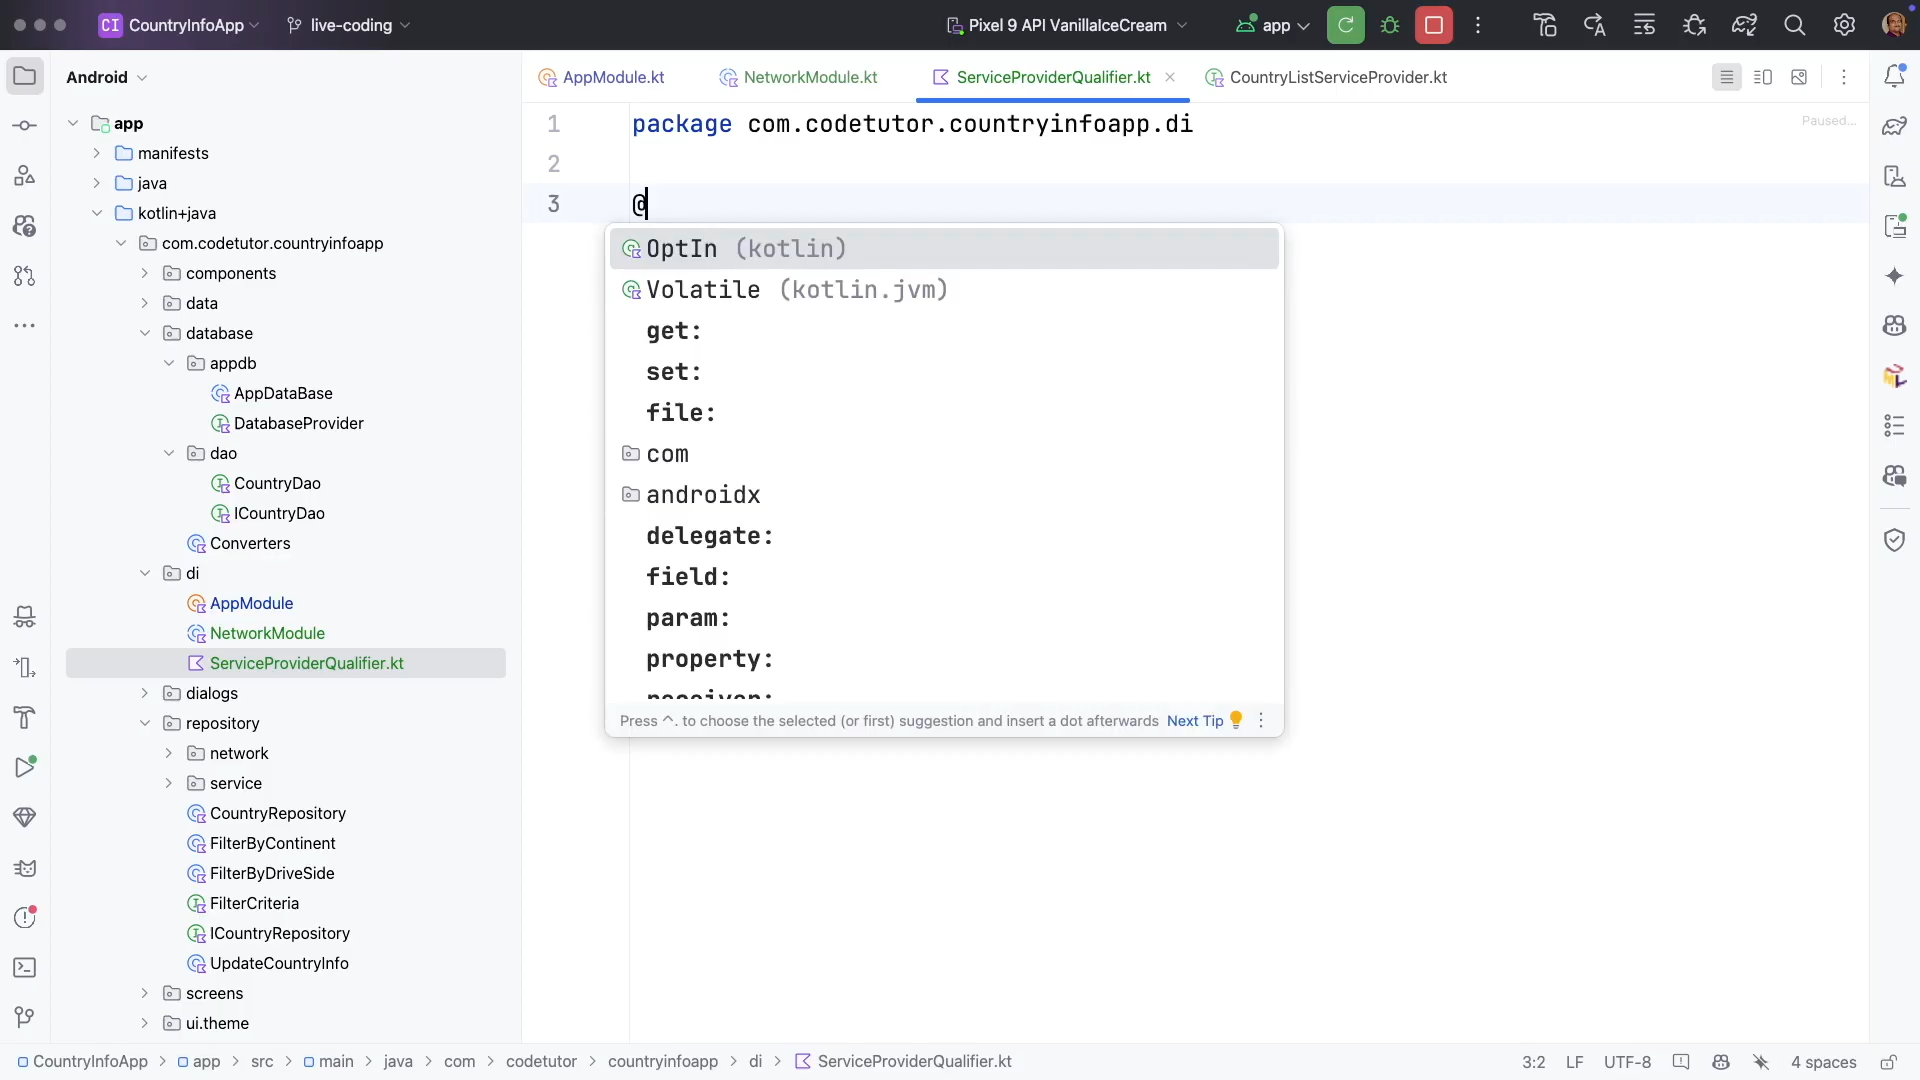 CI CountryInfoApp live-coding Pixel 9 API VanillaIceCream app
Android
AppModule.kt NetworkModule.kt ServiceProviderQualifier.kt CountryListServiceProvider.kt
app
manifests
java
kotlin+java
com.codetutor.countryinfoapp
components
data
database
appdb
AppDataBase
DatabaseProvider
dao
CountryDao
ICountryDao
Converters
di
AppModule
NetworkModule
ServiceProviderQualifier.kt
dialogs
repository
network
service
CountryRepository
FilterByContinent
FilterByDriveSide
FilterCriteria
ICountryRepository
UpdateCountryInfo
screens
ui.theme
1 package com.codetutor.countryinfoapp.di
Paused...
2
3 @
OptIn (kotlin)
Volatile (kotlin.jvm)
get:
set:
file:
com
androidx
delegate:
field:
param:
property:
receiver:
Press ^. to choose the selected (or first) suggestion and insert a dot afterwards Next Tip
CountryInfoApp > app > src > main > java > com > codetutor > countryinfoapp > di > ServiceProviderQualifier.kt
3:2 LF UTF-8 4 spaces